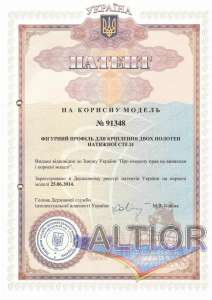 УКРАЇНА
ПАТЕНТ
НА КОРИСНУ МОДЕЛЬ
№ 91348
ФІГУРНИЙ ПРОФІЛЬ ДЛЯ КРІПЛЕННЯ ДВОХ ПОЛОТЕН
НАТЯЖНОЇ СТЕЛІ
Видано відповідно до Закону України "Про охорону прав на винаходи
і корисні моделі".
Зареєстровано в Державному реєстрі патентів України на корисні
моделі 25.06.2014.
Голова Державної служби
інтелектуальної власності України
ALTIOR